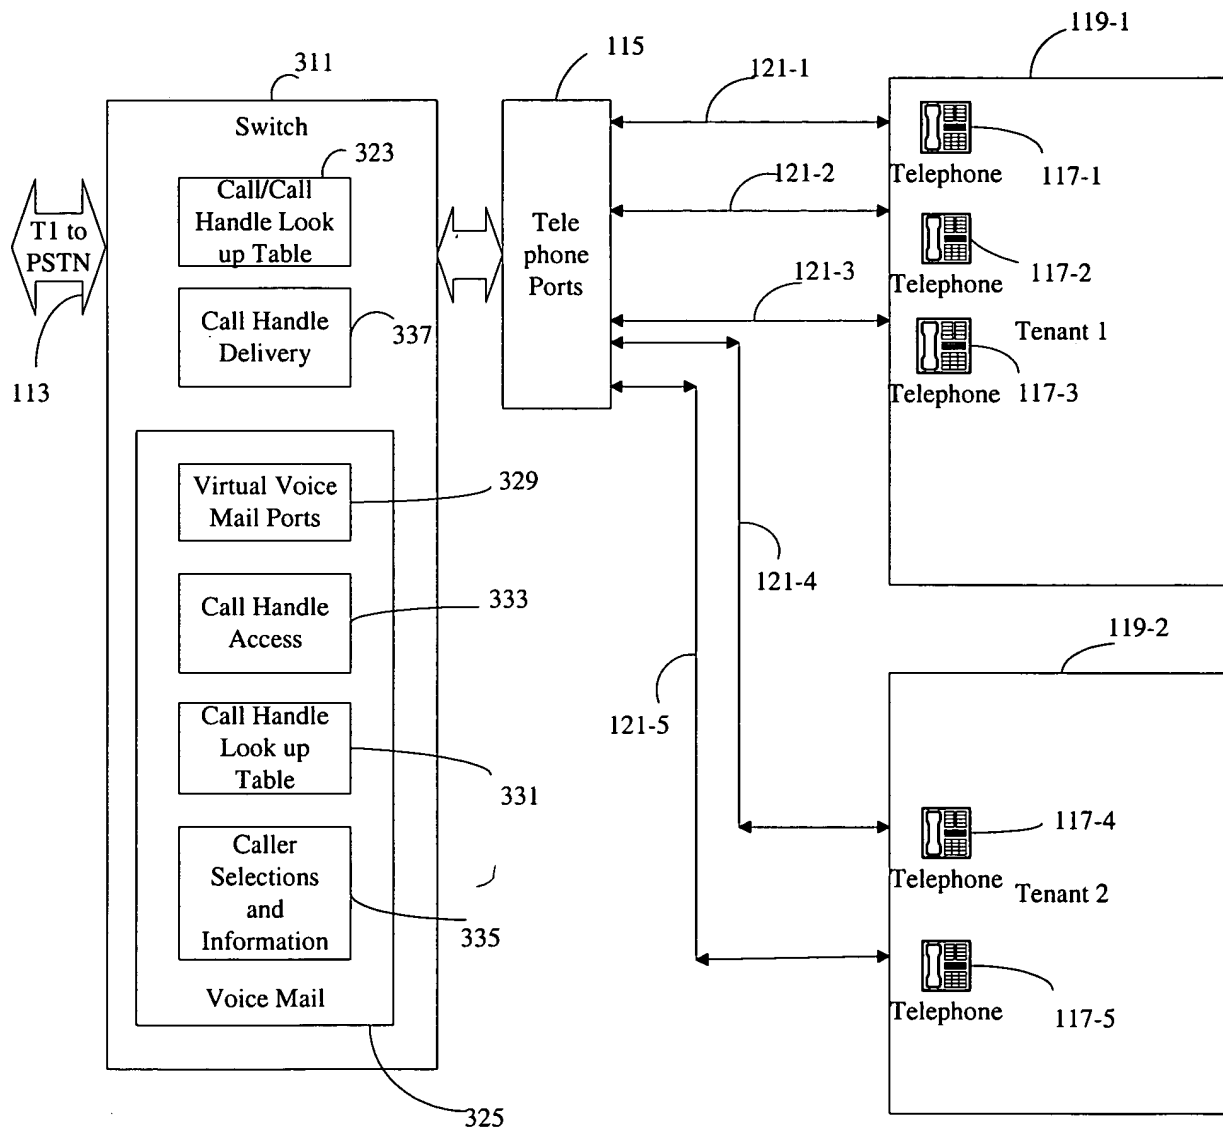 119-1
115
311
121-1
Switch
323
Call/Call
Handle Look
up Table
T1 to
PSTN
113
Call Handle
Delivery
337
Tele
phone
Ports
121-2
121-3
Telephone
117-1
Telephone
117-2
Tenant 1
Telephone
117-3
Virtual Voice
Mail Ports
329
Call Handle
Access
333
121-4
119-2
Call Handle
Look up
Table
331
121-5
Caller
Selections
and
Information
335
Voice Mail
325
117-4
Telephone
Tenant 2
Telephone
117-5